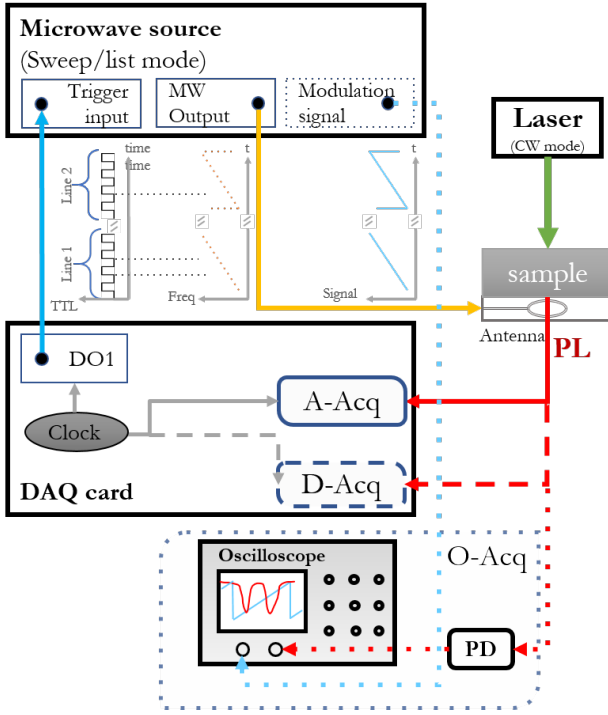 Microwave source
(Sweep/list mode)
Trigger
input
MW
Output
Modulation
signal
Laser
(CW mode)
time
time
t
t
Line 2
Line 1
TTL
Freq
Signal
sample
Antenna
PL
DO1
Clock
A-Acq
D-Acq
DAQ card
Oscilloscope
O-Acq
PD